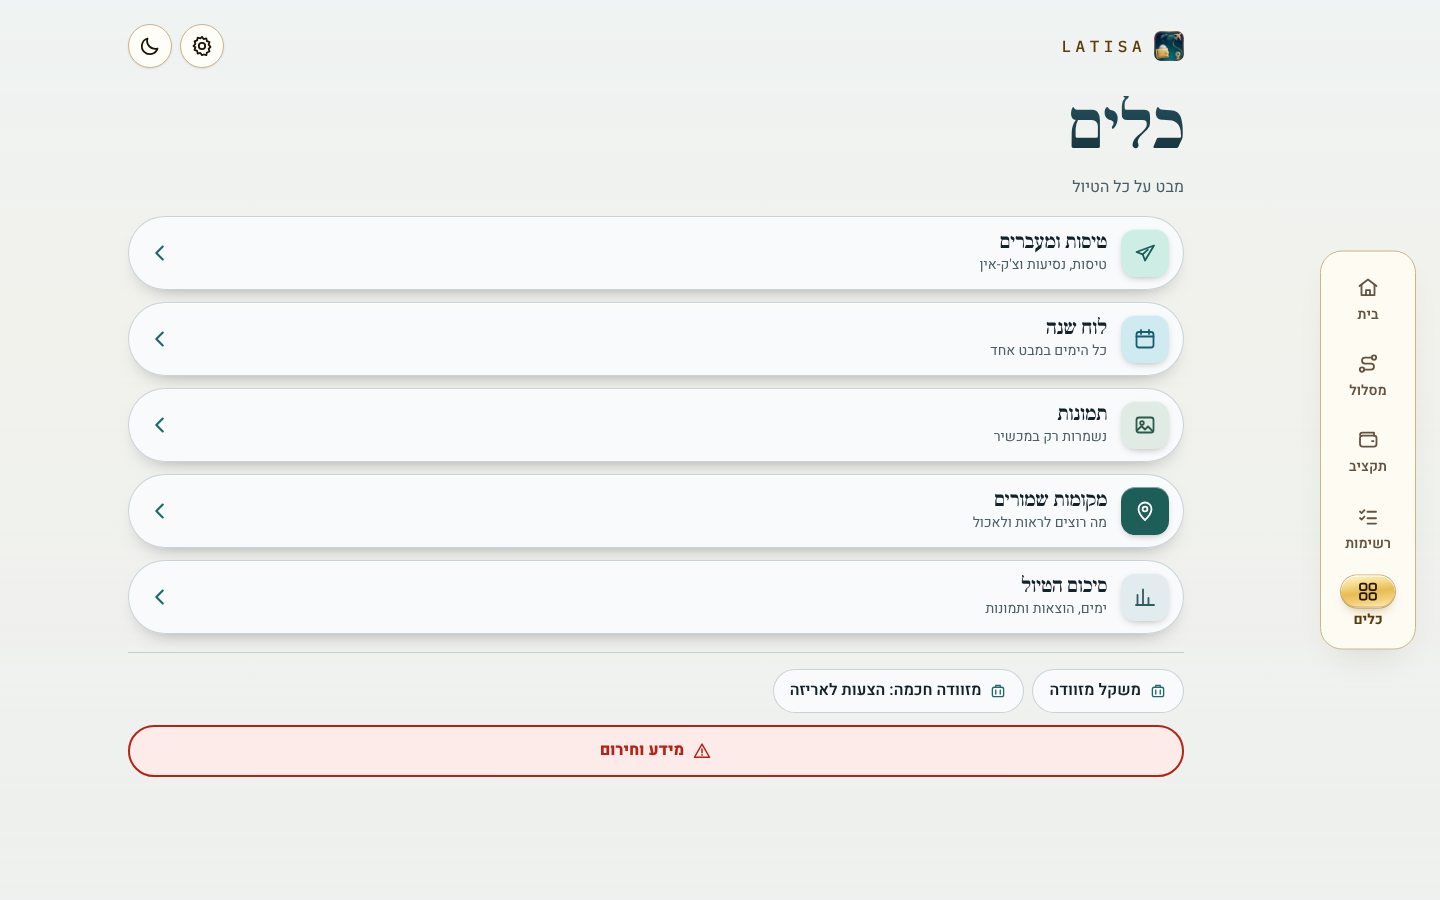 LATISA
כלים
מבט על כל הטיול
טיסות ומעברים
טיסות, נסיעות וצ'ק-אין
לוח שנה
כל הימים במבט אחד
תמונות
נשמרות רק במכשיר
מקומות שמורים
מה רוצים לראות ולאכול
סיכום הטיול
ימים, הוצאות ותמונות
משקל מזוודה
מזוודה חכמה: הצעות לאריזה
מידע וחירום
בית
מסלול
תקציב
רשימות
כלים